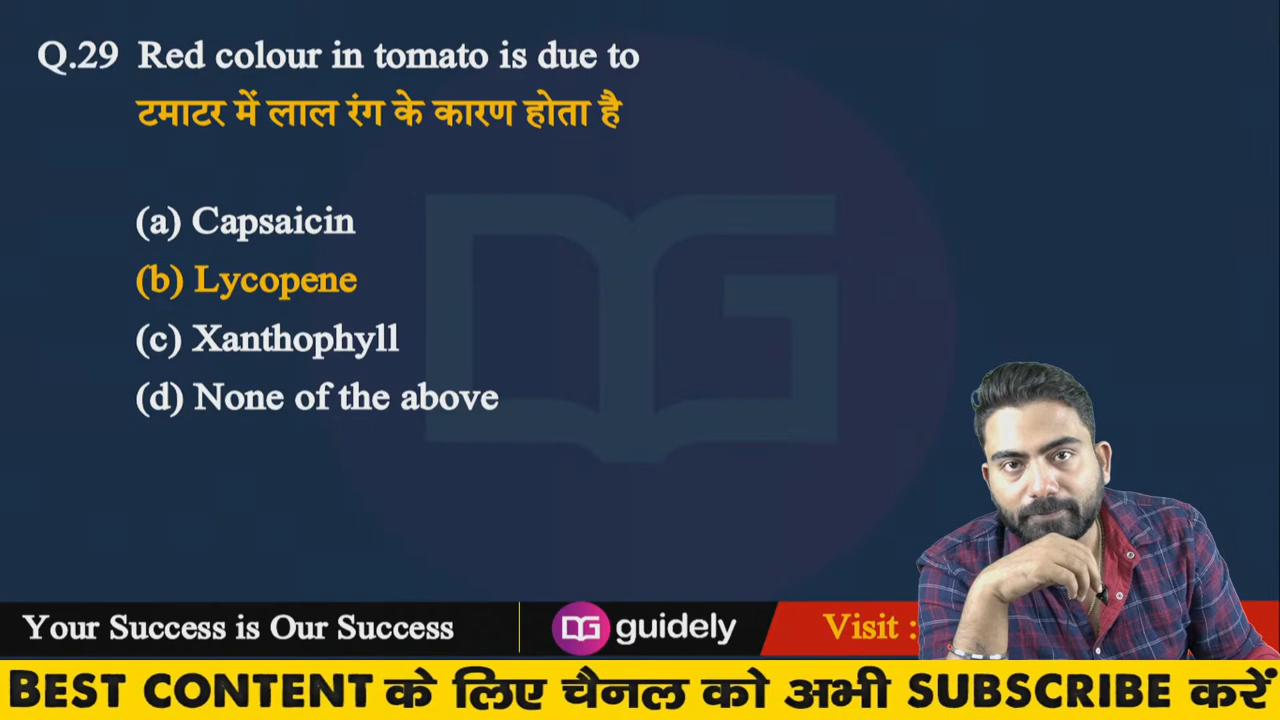 Q.29 Red colour in tomato is due to
टमाटर में लाल रंग के कारण होता है
(a) Capsaicin
(b) Lycopene
(c) Xanthophyll
(d) None of the above
Your Success is Our Success
DG guidely
Visit :
BEST CONTENT के लिए चैनल को अभी SUBSCRIBE करें